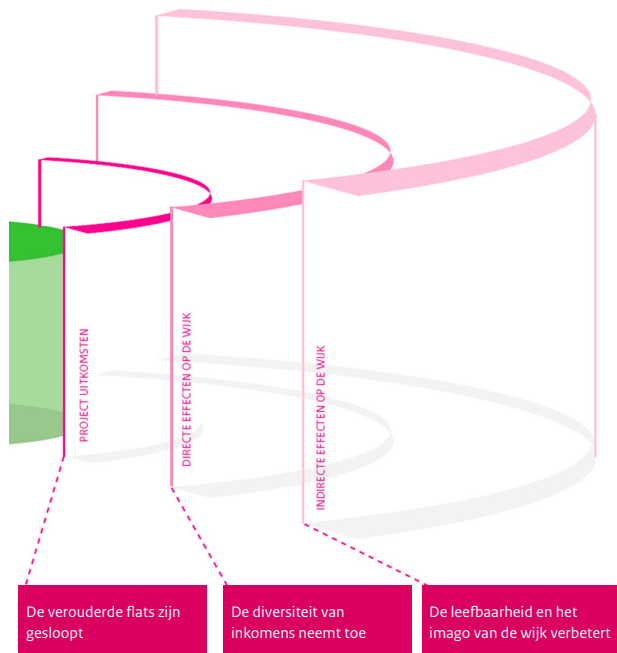 PROJECT UITKOMSTEN
DIRECTE EFFECTEN OP DE WIJK
INDIRECTE EFFECTEN OP DE WIJK
De verouderde flats zijn
gesloopt
De diversiteit van
inkomens neemt toe
De leefbaarheid en het
imago van de wijk verbetert